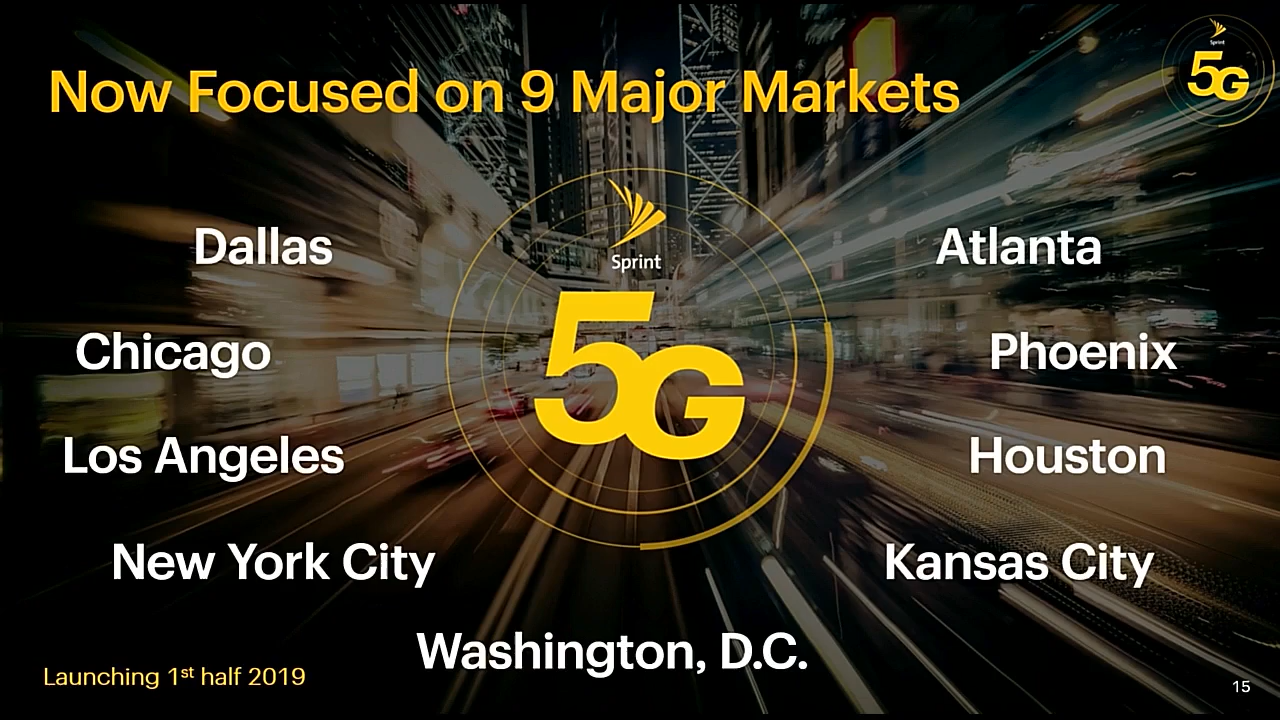 Now Focused on 9 Major Markets
Sprint
5G
Dallas
Atlanta
Sprint
5G
Chicago
Phoenix
Los Angeles
Houston
New York City
Kansas City
Washington, D.C.
Launching 1st half 2019
15